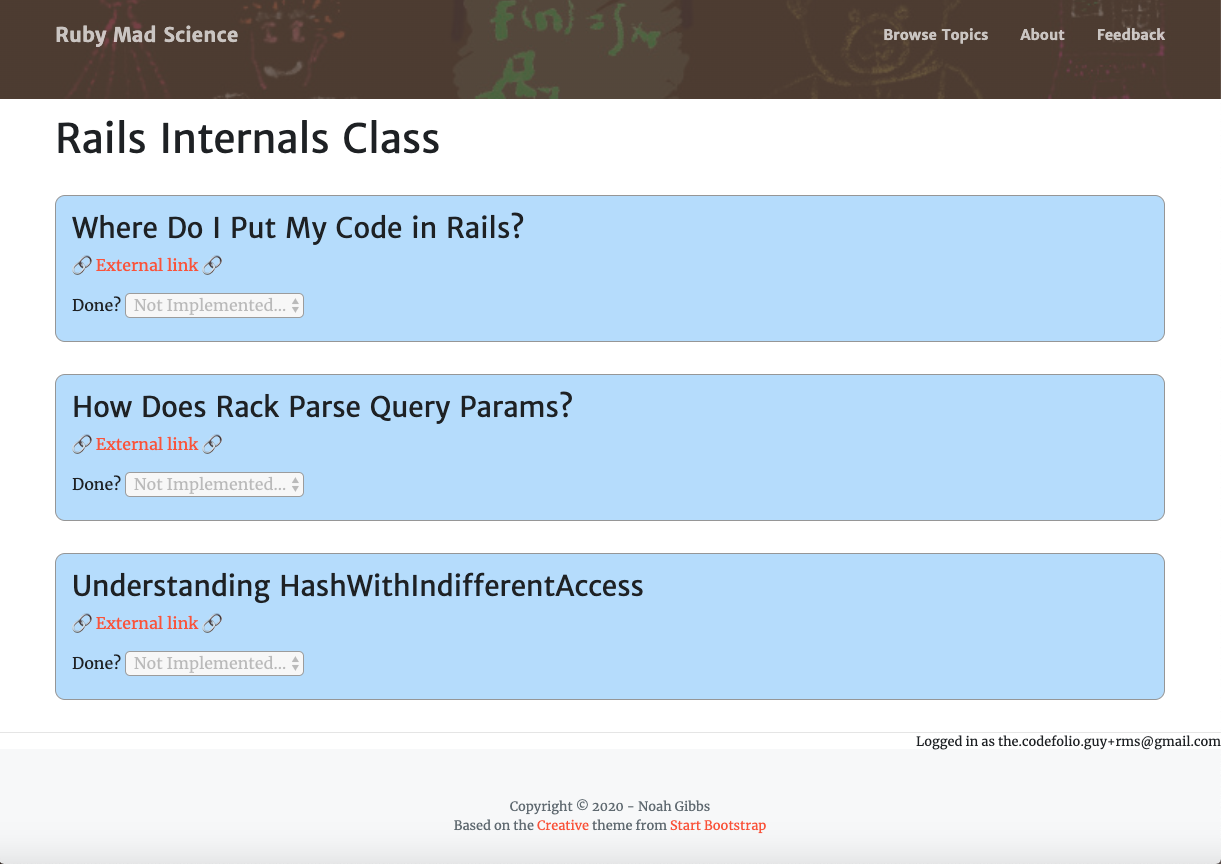 Ruby Mad Science
Browse Topics About Feedback
f(n) =
Rails Internals Class
Where Do I Put My Code in Rails?
🔗 External link 🔗
Done? Not Implemented...
How Does Rack Parse Query Params?
🔗 External link 🔗
Done? Not Implemented...
Understanding HashWithIndifferentAccess
🔗 External link 🔗
Done? Not Implemented...
Logged in as the.codefolio.guy+rms@gmail.com
Copyright © 2020 - Noah Gibbs
Based on the Creative theme from Start Bootstrap